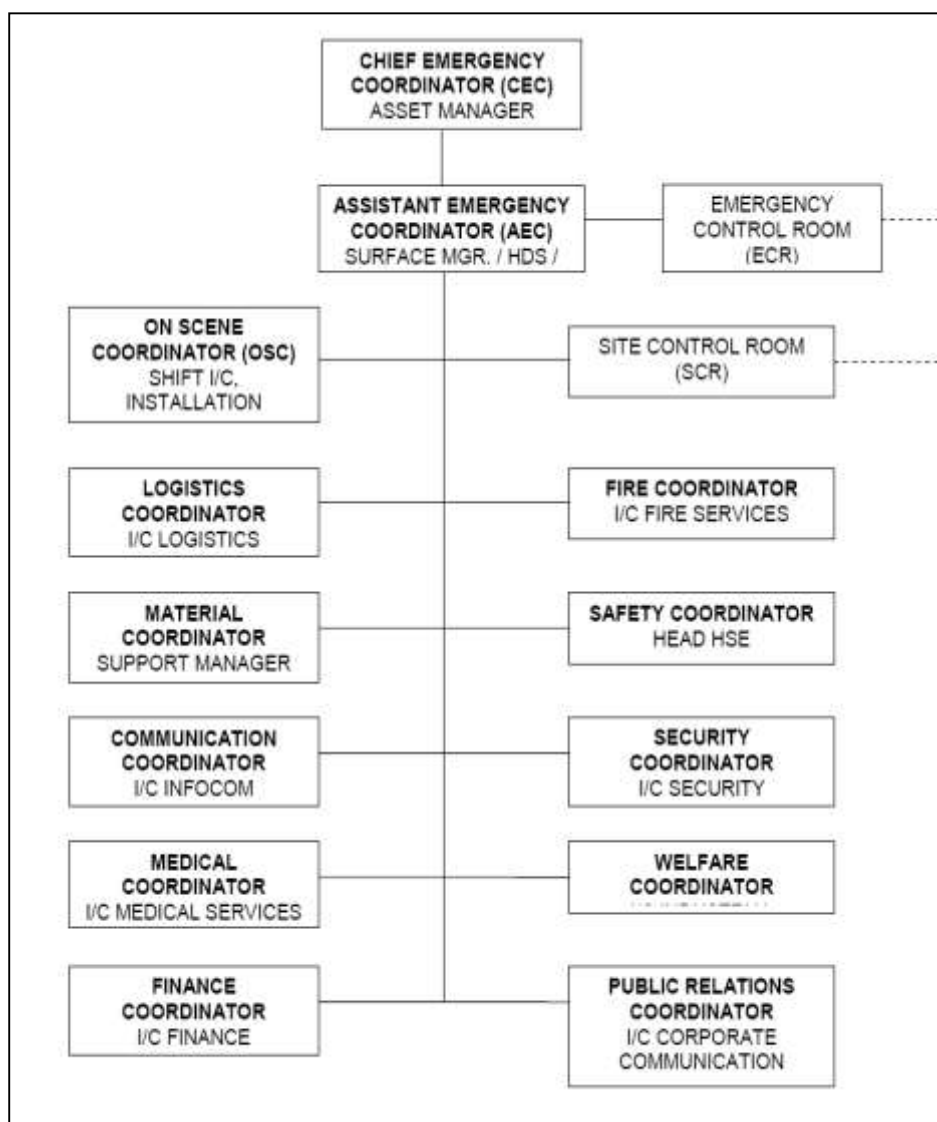 CHIEF EMERGENCY
COORDINATOR (CEC)
ASSET MANAGER
ASSISTANT EMERGENCY
COORDINATOR (AEC)
SURFACE MGR. / HDS /
EMERGENCY
CONTROL ROOM
(ECR)
ON SCENE
COORDINATOR (OSC)
SHIFT I/C,
INSTALLATION
SITE CONTROL ROOM
(SCR)
LOGISTICS
COORDINATOR
I/C LOGISTICS
FIRE COORDINATOR
I/C FIRE SERVICES
MATERIAL
COORDINATOR
SUPPORT MANAGER
SAFETY COORDINATOR
HEAD HSE
COMMUNICATION
COORDINATOR
I/C INFOCOM
SECURITY
COORDINATOR
I/C SECURITY
MEDICAL
COORDINATOR
I/C MEDICAL SERVICES
WELFARE
COORDINATOR
FINANCE
COORDINATOR
I/C FINANCE
PUBLIC RELATIONS
COORDINATOR
I/C CORPORATE
COMMUNICATION